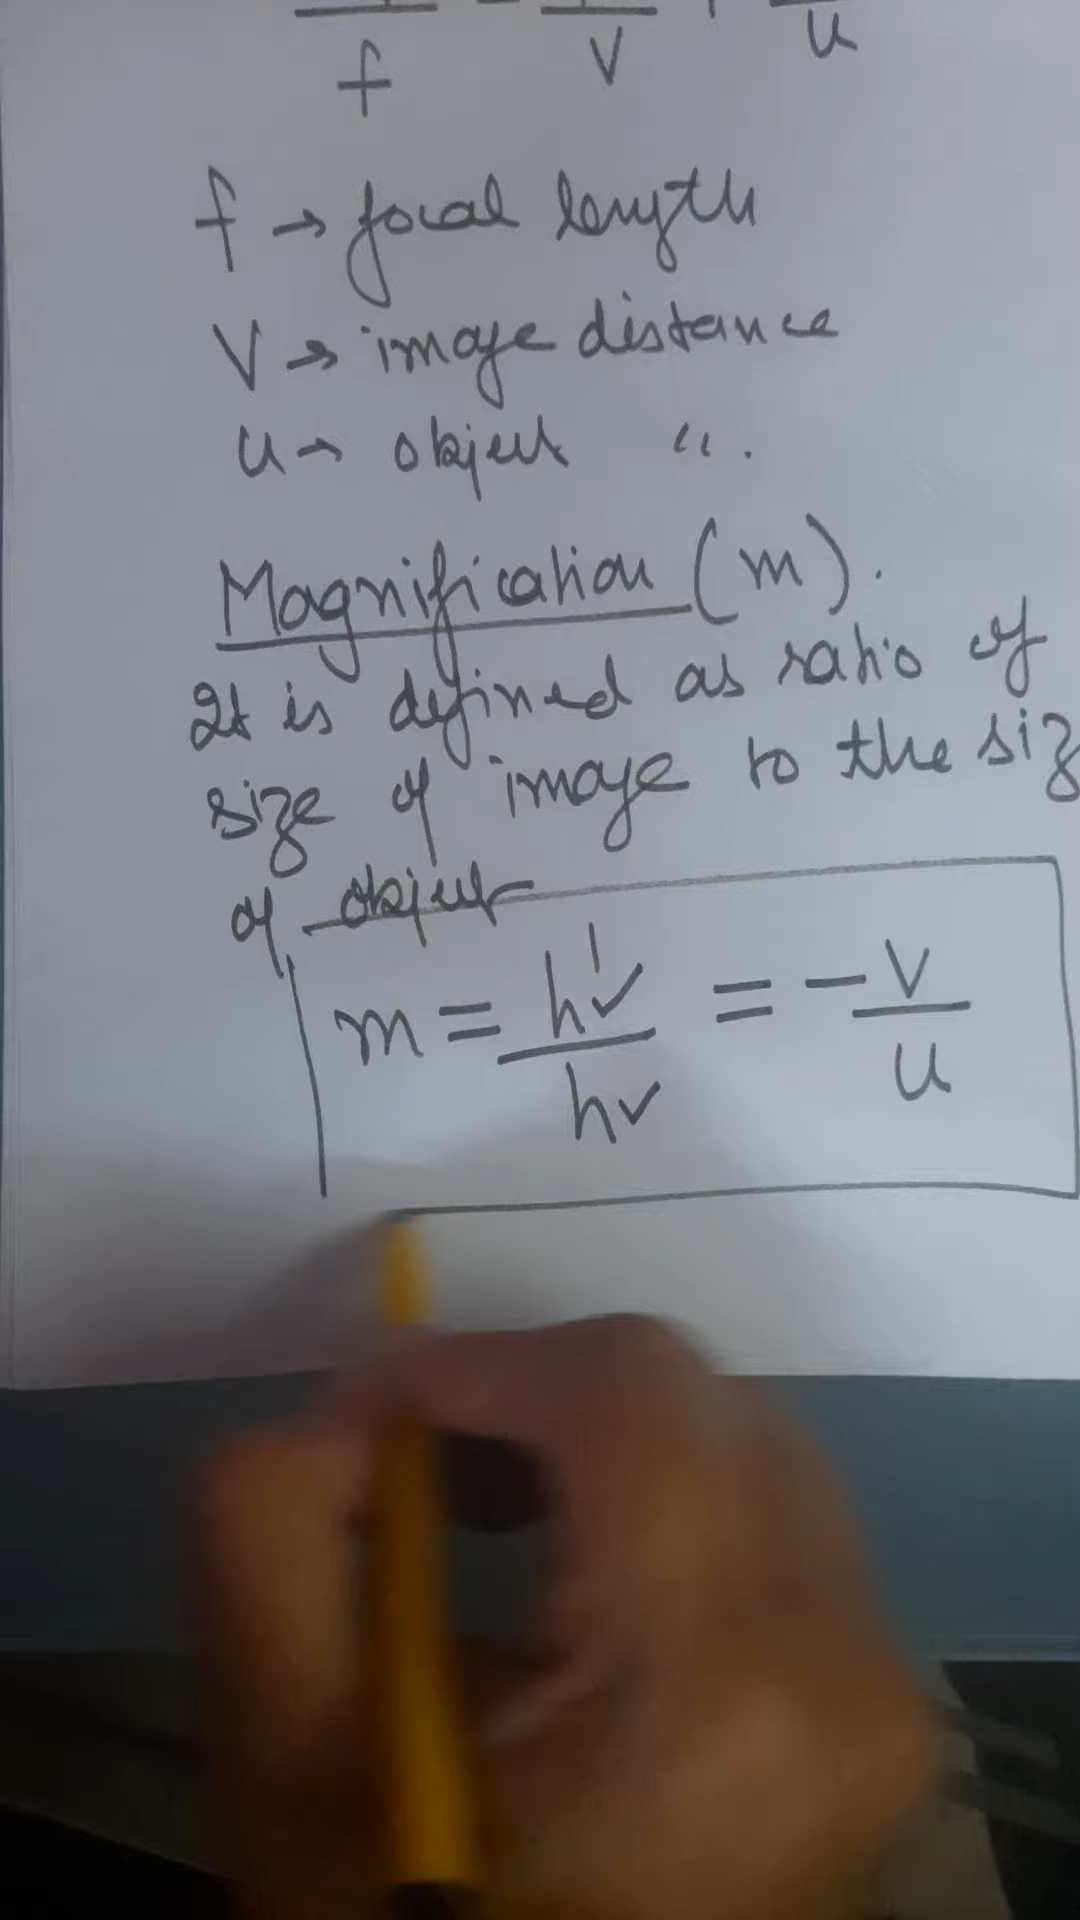 f V u
f → focal length
V → image distance
u → object " .
Magnification (m).
It is defined as ratio of
size of image to the siz
of object
m = h' / h = - V / u